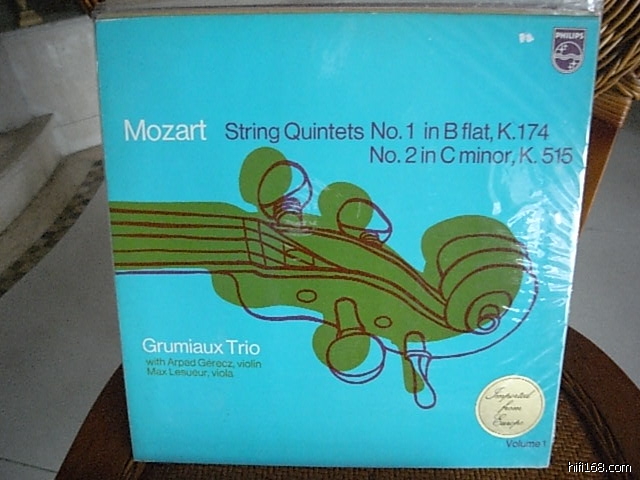 PHILIPS
Mozart String Quintets No. 1 in B flat, K.174
No. 2 in C minor, K. 515
Grumiaux Trio
with Arpad Gérecz, violin
Max Lesueur, viola
Imported
from
Europe
Volume 1
hifi168.com